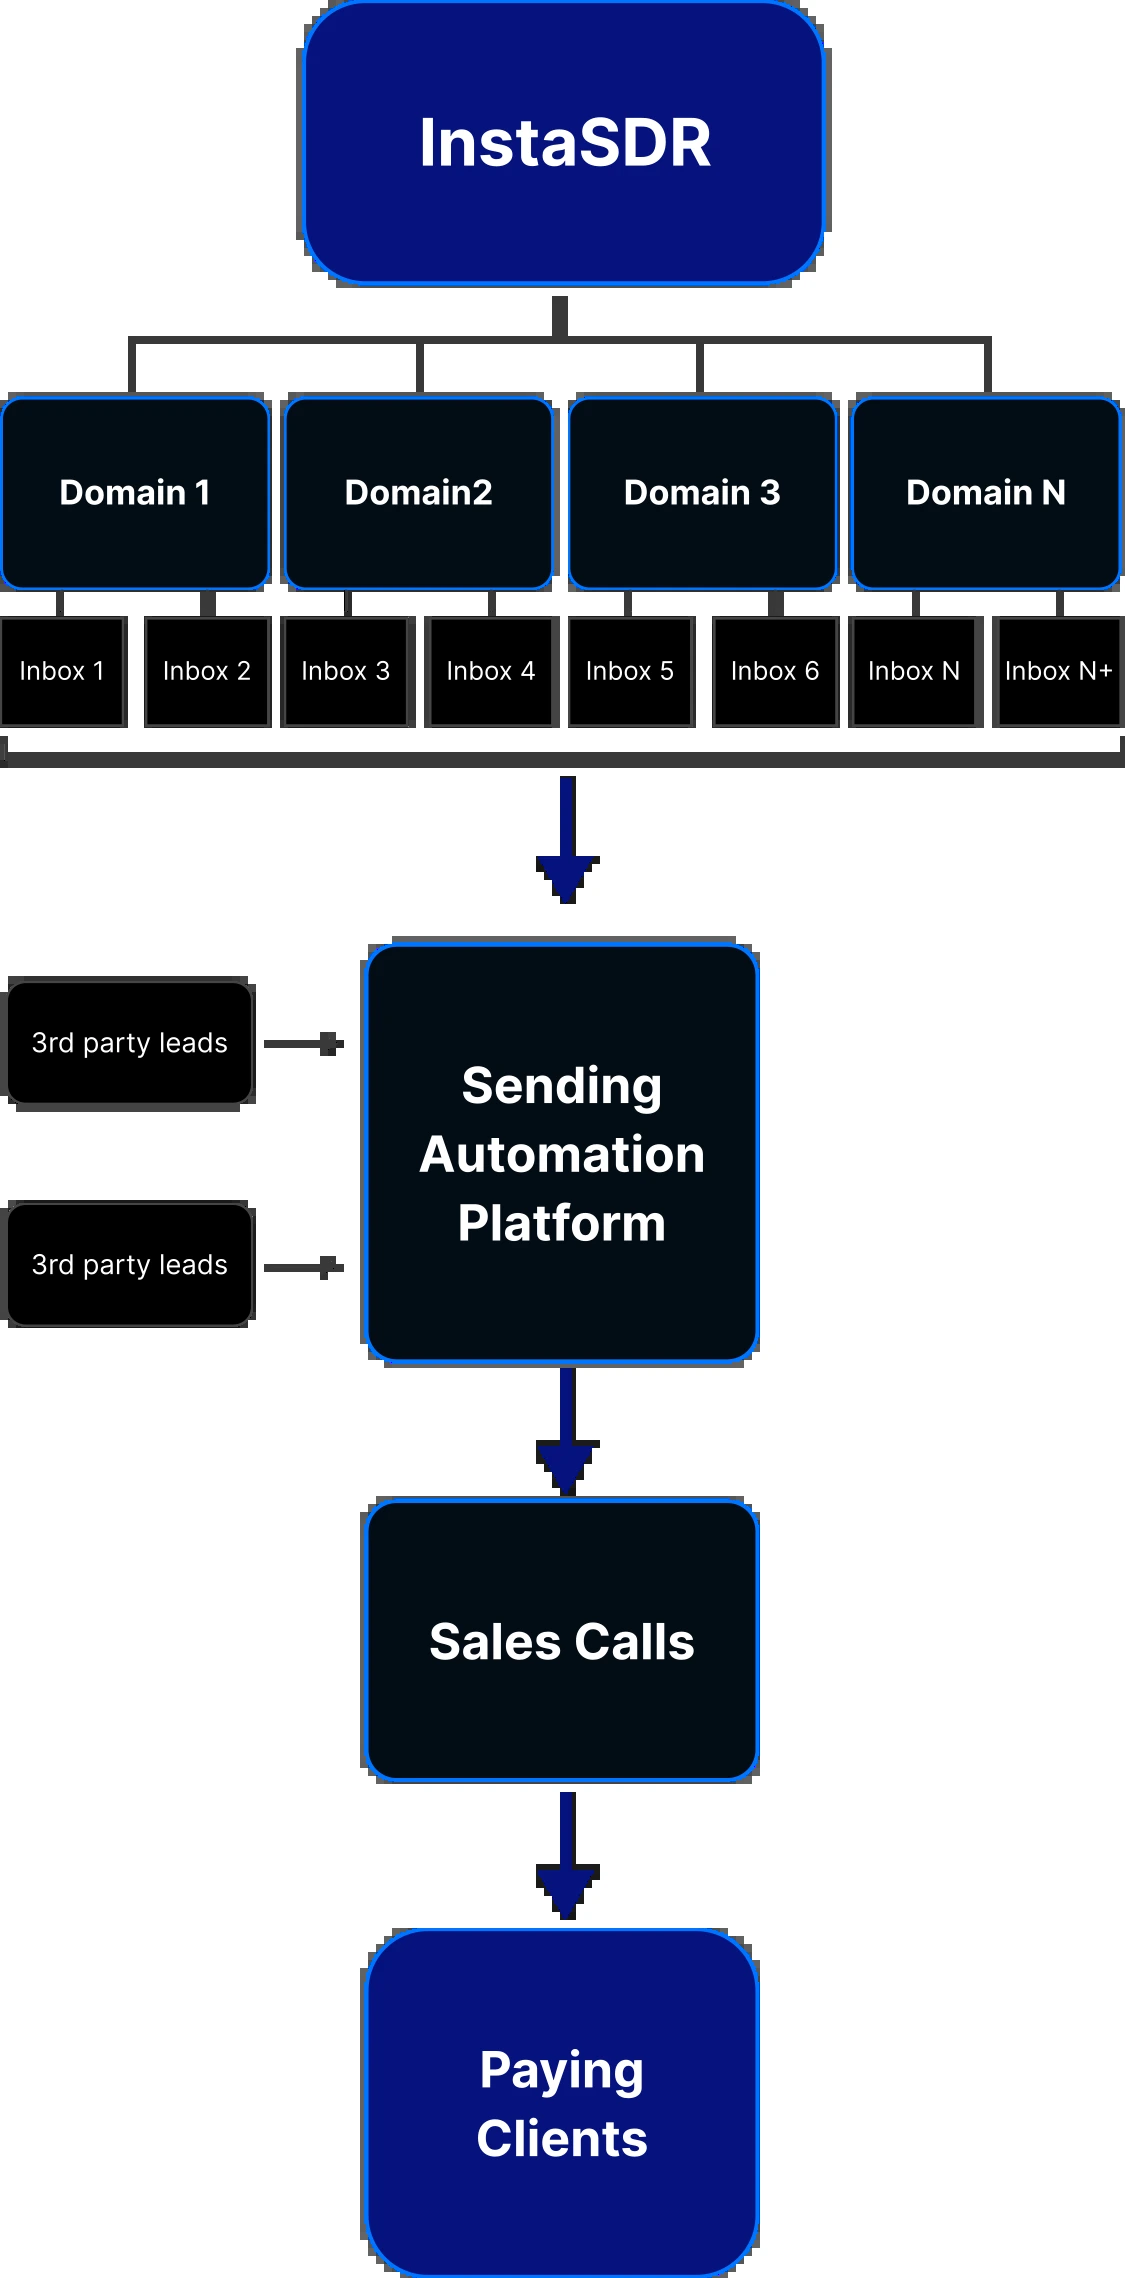 InstaSDR
Domain 1
Domain2
Domain 3
Domain N
Inbox 1
Inbox 2
Inbox 3
Inbox 4
Inbox 5
Inbox 6
Inbox N
Inbox N+
3rd party leads
Sending
Automation
Platform
3rd party leads
Sales Calls
Paying
Clients